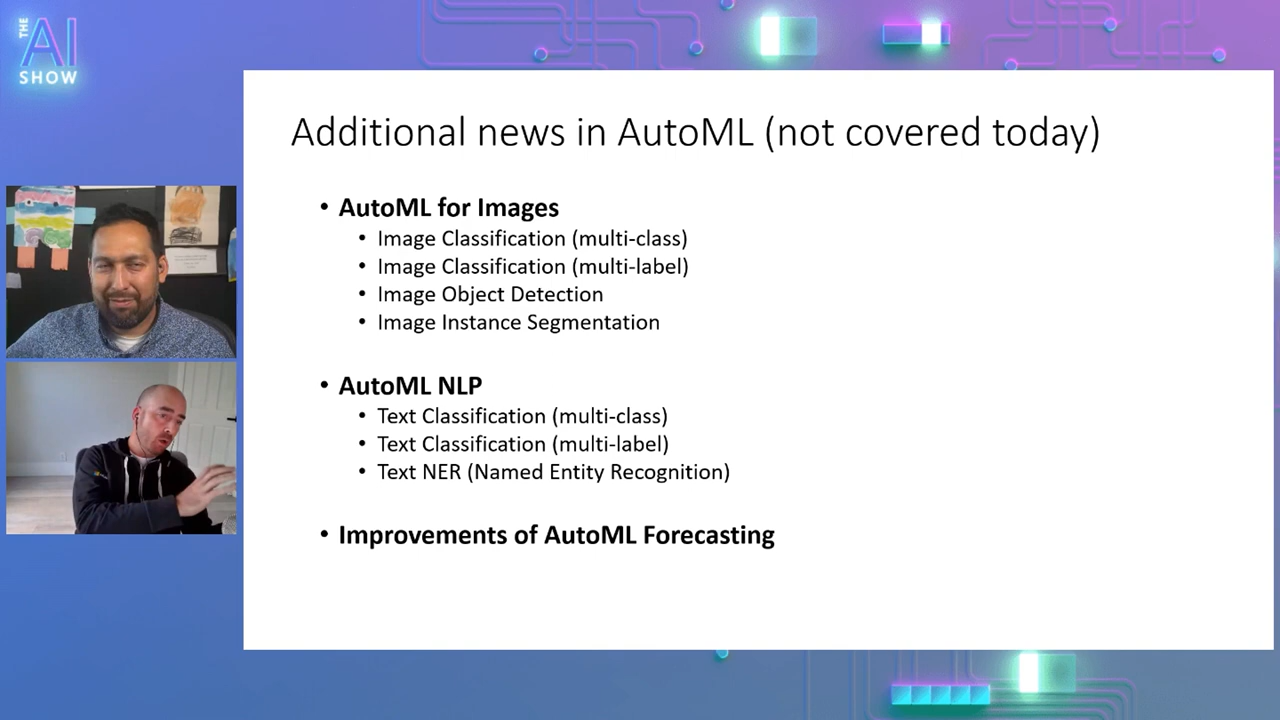 THE AI SHOW
Additional news in AutoML (not covered today)
• AutoML for Images
• Image Classification (multi-class)
• Image Classification (multi-label)
• Image Object Detection
• Image Instance Segmentation
• AutoML NLP
• Text Classification (multi-class)
• Text Classification (multi-label)
• Text NER (Named Entity Recognition)
• Improvements of AutoML Forecasting